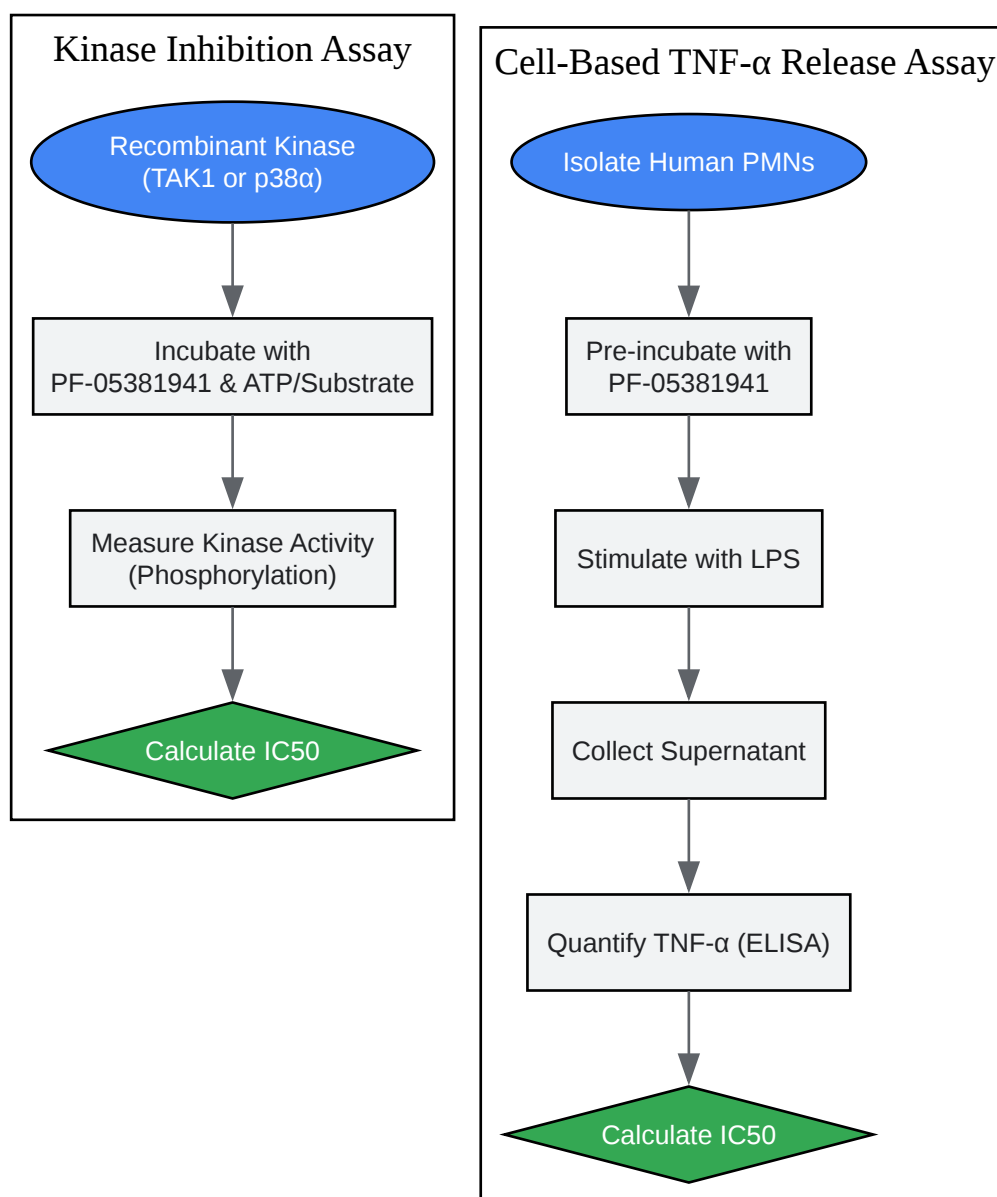 Kinase Inhibition Assay
Recombinant Kinase
(TAK1 or p38α)
Incubate with
PF-05381941 & ATP/Substrate
Measure Kinase Activity
(Phosphorylation)
Calculate IC50
Cell-Based TNF-α Release Assay
Isolate Human PMNs
Pre-incubate with
PF-05381941
Stimulate with LPS
Collect Supernatant
Quantify TNF-α (ELISA)
Calculate IC50